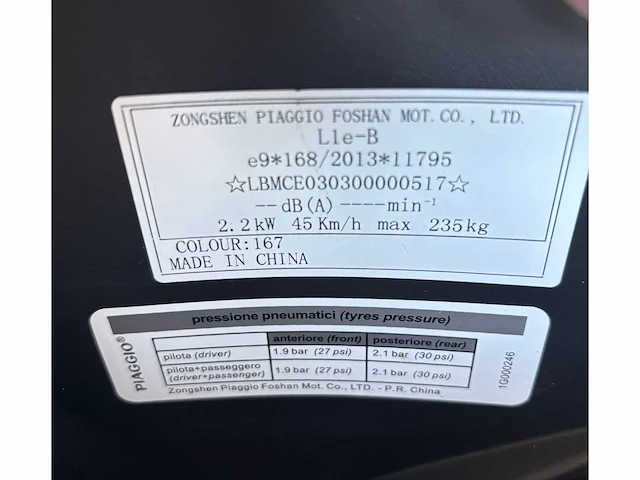 ZONGSHEN PIAGGIO FOSHAN MOT. CO., LTD.
L1e-B
e9*168/2013*11795
☆LBMCE030300000517☆
--dB(A) ----min⁻¹
2.2kW 45Km/h max 235kg
COLOUR:167
MADE IN CHINA
pressione pneumatici (tyres pressure)
anteriore (front) posteriore (rear)
pilota (driver) 1.9 bar (27 psi) 2.1 bar (30 psi)
pilota+passeggero
(driver+passenger) 1.9 bar (27 psi) 2.1 bar (30 psi)
Zongshen Piaggio Foshan Mot. Co., LTD. - P.R. China
PIAGGIO®
1G000246